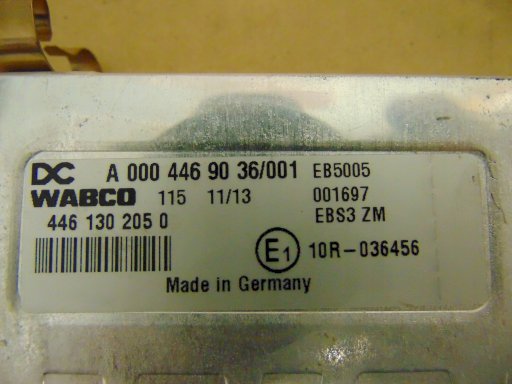 DC A 000 446 90 36/001 EB5005
WABCO 115 11/13 001697
446 130 205 0 EBS3 ZM
E1 10R-036456
Made in Germany